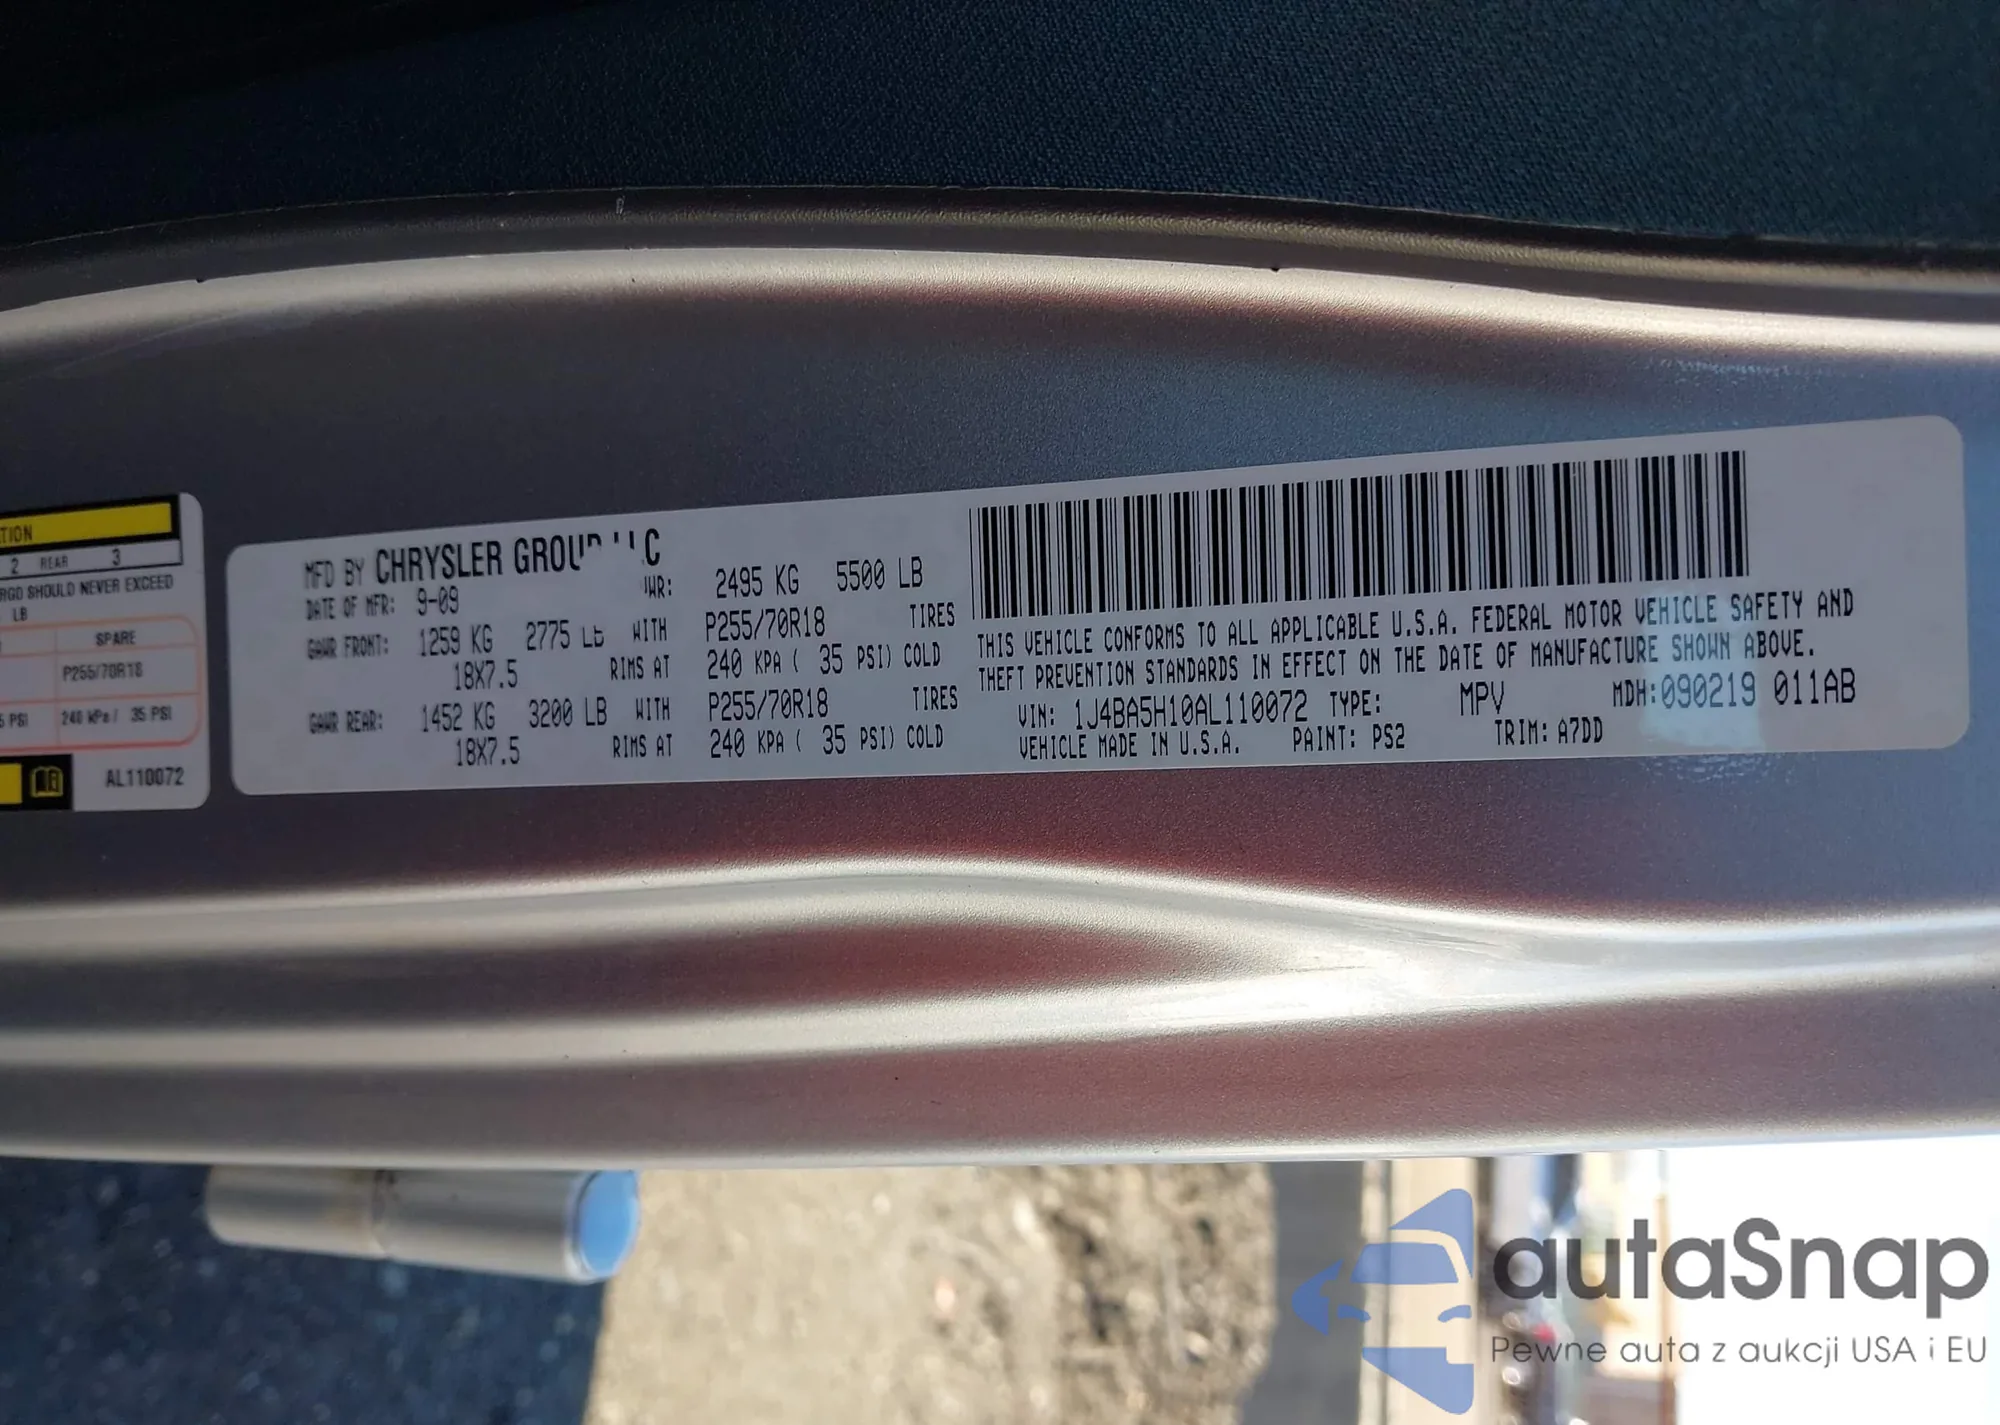 TION
2 REAR 3
RGO SHOULD NEVER EXCEED
LB
SPARE
P255/70R18
5 PSI 240 kPa / 35 PSI
AL110072
MFD BY CHRYSLER GROUP LLC
DATE OF MFR: 9-09 WR: 2495 KG 5500 LB
GAWR FRONT: 1259 KG 2775 LB WITH P255/70R18 TIRES
18X7.5 RIMS AT 240 KPA ( 35 PSI) COLD
GAWR REAR: 1452 KG 3200 LB WITH P255/70R18 TIRES
18X7.5 RIMS AT 240 KPA ( 35 PSI) COLD
THIS VEHICLE CONFORMS TO ALL APPLICABLE U.S.A. FEDERAL MOTOR VEHICLE SAFETY AND
THEFT PREVENTION STANDARDS IN EFFECT ON THE DATE OF MANUFACTURE SHOWN ABOVE.
VIN: 1J4BA5H10AL110072 TYPE: MPV MDH:090219 011AB
VEHICLE MADE IN U.S.A. PAINT: PS2 TRIM: A7DD
autaSnap
Pewne auta z aukcji USA i EU